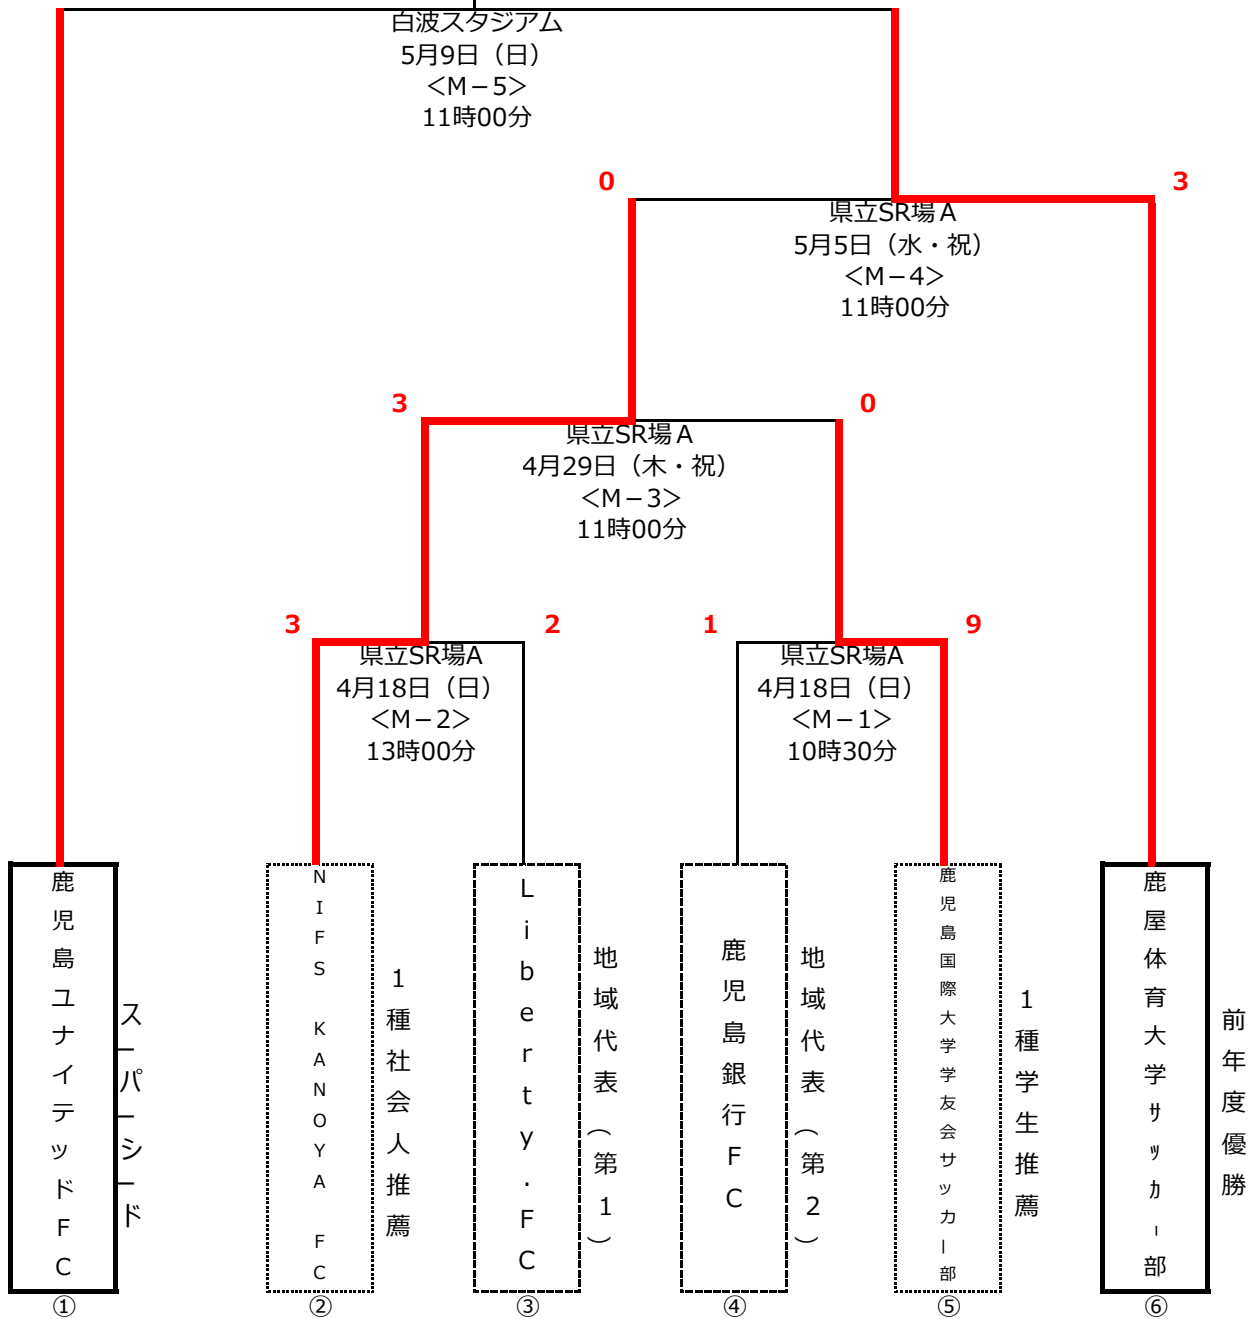 白波スタジアム
5月9日（日）
＜M－5＞
11時00分
0
3
県立SR場Ａ
5月5日（水・祝）
＜M－4＞
11時00分
3
0
県立SR場Ａ
4月29日（木・祝）
＜M－3＞
11時00分
3
2
1
9
県立SR場A
4月18日（日）
＜M－2＞
13時00分
県立SR場A
4月18日（日）
＜M－1＞
10時30分
鹿児島ユナイテッドＦＣ
スーパーシード
ＮＩＦＳ　ＫＡＮＯＹＡ　ＦＣ
１種社会人推薦
Ｌｉｂｅｒｔｙ．ＦＣ
地域代表（第１）
鹿児島銀行ＦＣ
地域代表（第２）
鹿児島国際大学学友会サッカー部
１種学生推薦
鹿屋体育大学ｻｯｶｰ部
前年度優勝
①
②
③
④
⑤
⑥